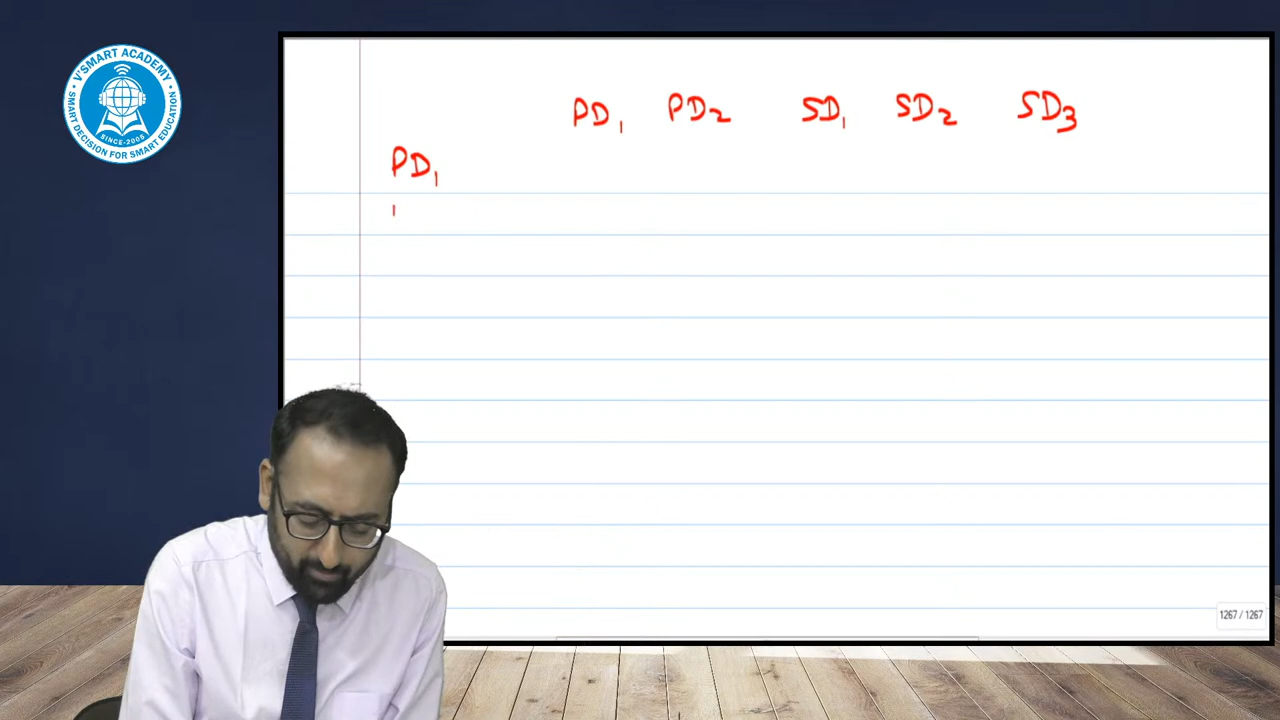 V'SMART ACADEMY
SMART DECISION FOR SMART EDUCATION
SINCE-2005
PD₁ PD₂ SD₁ SD₂ SD₃
PD₁
1267 / 1267